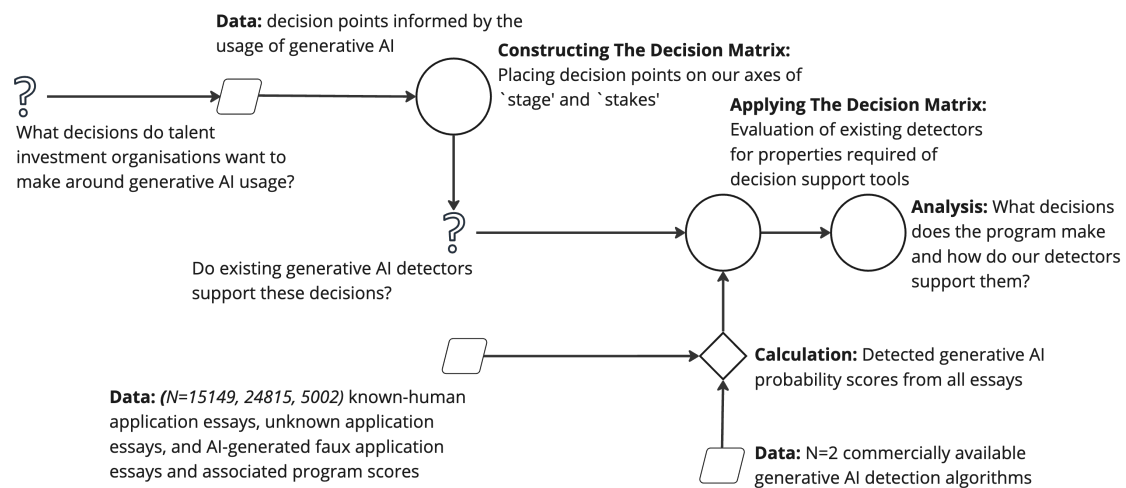 Data: decision points informed by the
usage of generative AI
Constructing The Decision Matrix:
Placing decision points on our axes of
`stage' and `stakes'
?
What decisions do talent
investment organisations want to
make around generative AI usage?
Applying The Decision Matrix:
Evaluation of existing detectors
for properties required of
decision support tools
?
Do existing generative AI detectors
support these decisions?
Analysis: What decisions
does the program make
and how do our detectors
support them?
Calculation: Detected generative AI
probability scores from all essays
Data: (N=15149, 24815, 5002) known-human
application essays, unknown application
essays, and AI-generated faux application
essays and associated program scores
Data: N=2 commercially available
generative AI detection algorithms